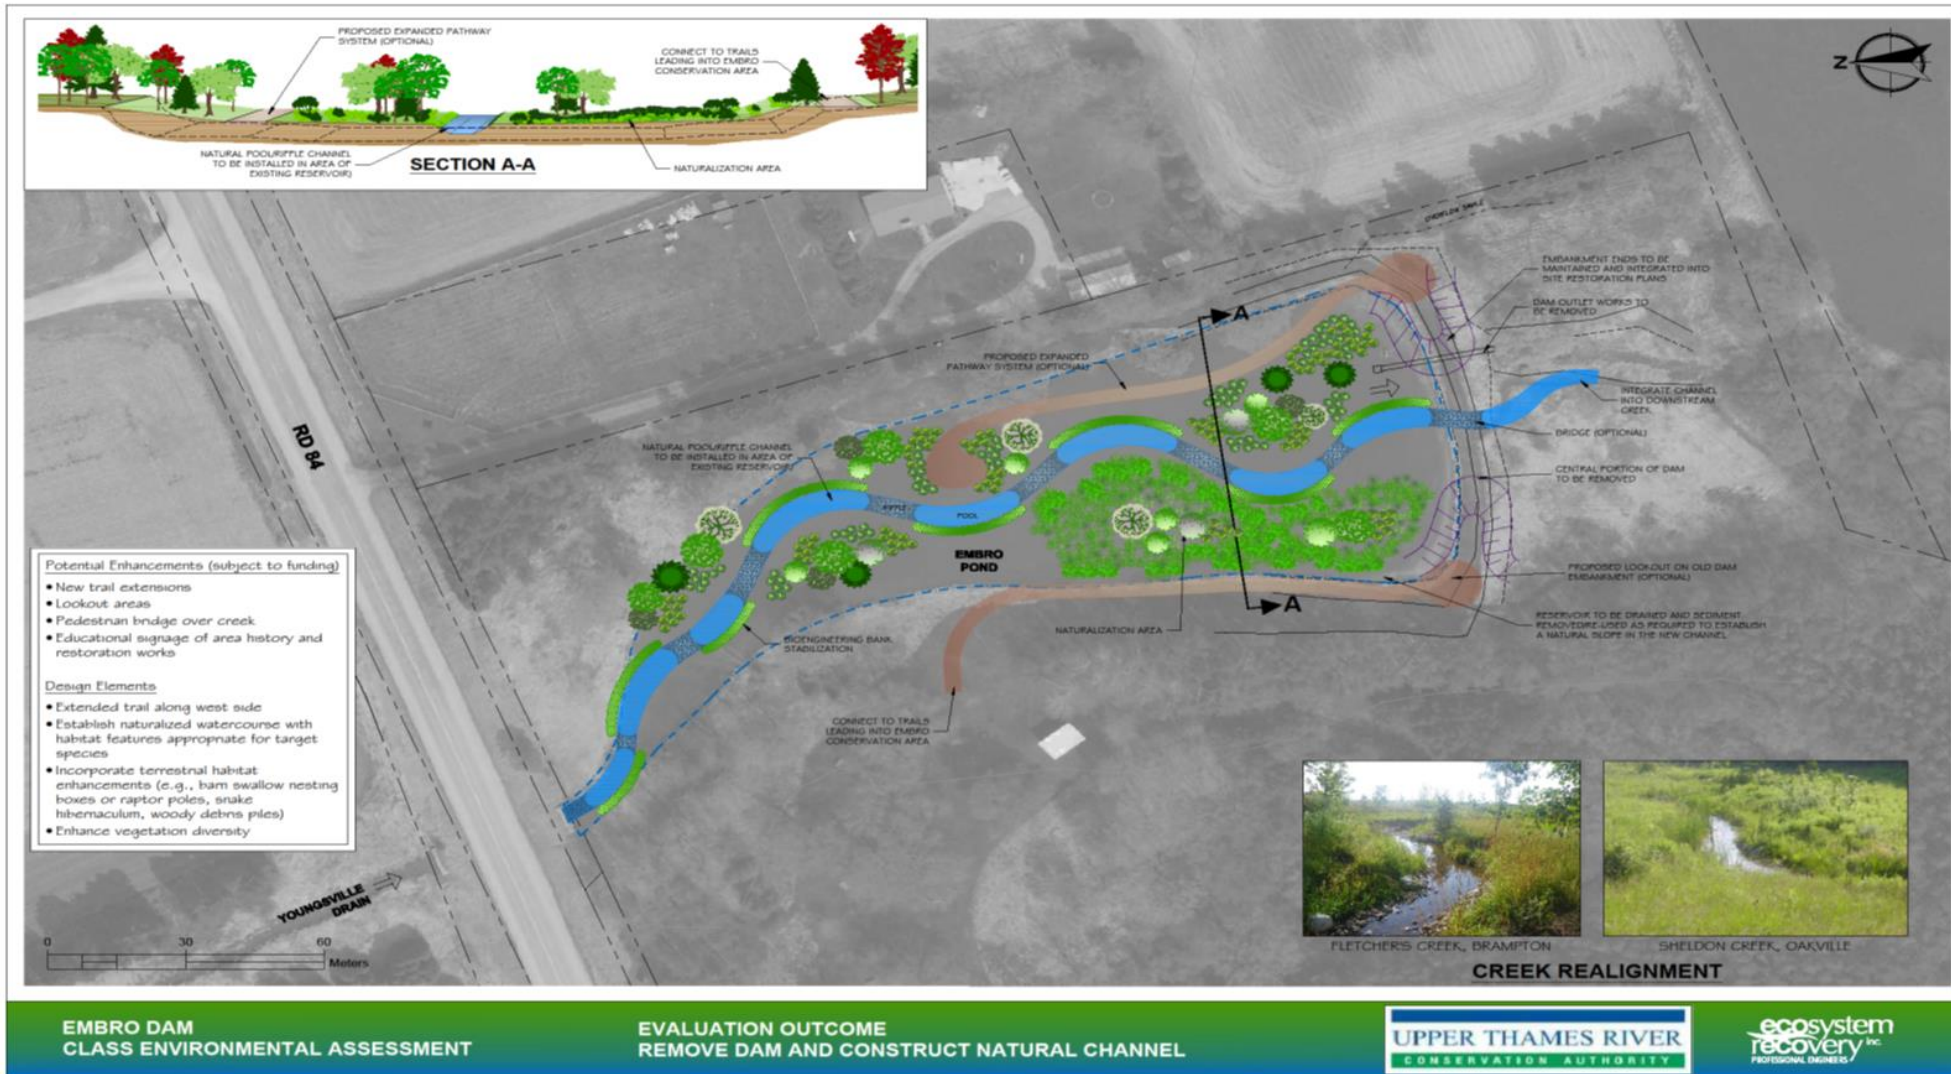 PROPOSED EXPANDED PATHWAY
SYSTEM (OPTIONAL)
CONNECT TO TRAILS
LEADING INTO EMBRO
CONSERVATION AREA
NATURAL POOL/RIFFLE CHANNEL
TO BE INSTALLED IN AREA OF
EXISTING RESERVOIR)
SECTION A-A
NATURALIZATION AREA
N
OVERFLOW SWALE
EMBANKMENT ENDS TO BE
MAINTAINED AND INTEGRATED INTO
SITE RESTORATION PLANS
DAM OUTLET WORKS TO
BE REMOVED
A
PROPOSED EXPANDED
PATHWAY SYSTEM (OPTIONAL)
INTEGRATE CHANNEL
INTO DOWNSTREAM
CREEK
BRIDGE (OPTIONAL)
RD 84
NATURAL POOL/RIFFLE CHANNEL
TO BE INSTALLED IN AREA OF
EXISTING RESERVOIR)
CENTRAL PORTION OF DAM
TO BE REMOVED
RIFFLE
POOL
EMBRO
POND
PROPOSED LOOKOUT ON OLD DAM
EMBANKMENT (OPTIONAL)
A
RESERVOIR TO BE DRAINED AND SEDIMENT
REMOVED/RE-USED AS REQUIRED TO ESTABLISH
A NATURAL SLOPE IN THE NEW CHANNEL
NATURALIZATION AREA
BIOENGINEERING BANK
STABILIZATION
CONNECT TO TRAILS
LEADING INTO EMBRO
CONSERVATION AREA
Potential Enhancements (subject to funding)
• New trail extensions
• Lookout areas
• Pedestrian bridge over creek
• Educational signage of area history and
restoration works
Design Elements
• Extended trail along west side
• Establish naturalized watercourse with
habitat features appropriate for target
species
• Incorporate terrestrial habitat
enhancements (e.g., barn swallow nesting
boxes or raptor poles, snake
hibernaculum, woody debris piles)
• Enhance vegetation diversity
YOUNGSVILLE
DRAIN
0 30 60
Meters
FLETCHER'S CREEK, BRAMPTON
SHELDON CREEK, OAKVILLE
CREEK REALIGNMENT
EMBRO DAM
CLASS ENVIRONMENTAL ASSESSMENT
EVALUATION OUTCOME
REMOVE DAM AND CONSTRUCT NATURAL CHANNEL
UPPER THAMES RIVER
CONSERVATION AUTHORITY
ecosystem
recovery inc.
PROFESSIONAL ENGINEERS